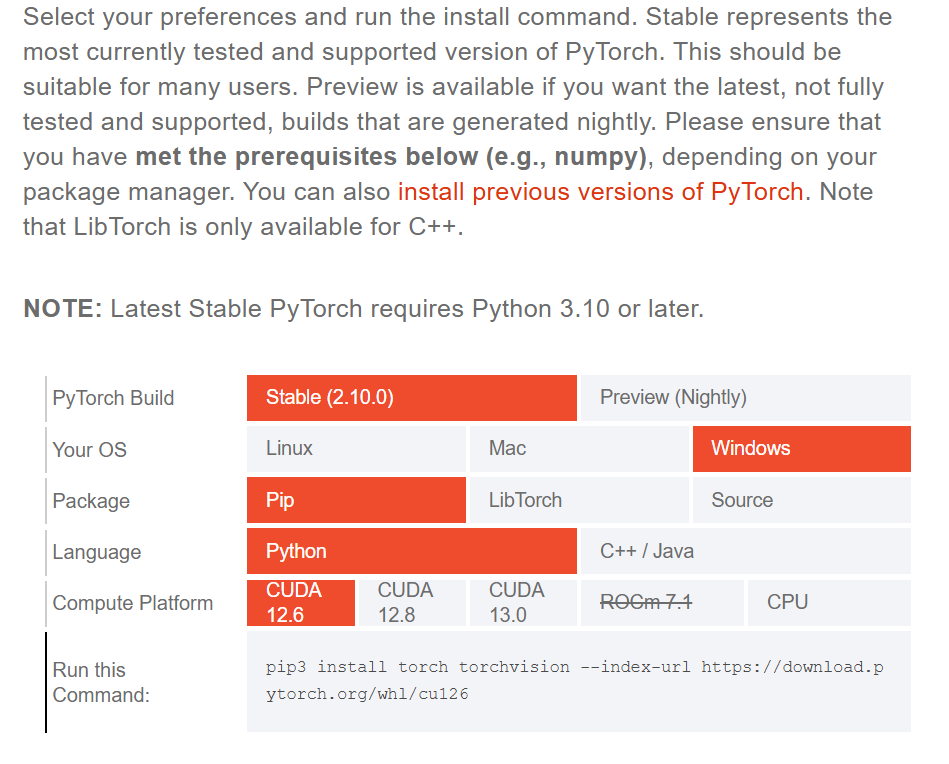 Select your preferences and run the install command. Stable represents the
most currently tested and supported version of PyTorch. This should be
suitable for many users. Preview is available if you want the latest, not fully
tested and supported, builds that are generated nightly. Please ensure that
you have met the prerequisites below (e.g., numpy), depending on your
package manager. You can also install previous versions of PyTorch. Note
that LibTorch is only available for C++.
NOTE: Latest Stable PyTorch requires Python 3.10 or later.
PyTorch Build
Stable (2.10.0)
Preview (Nightly)
Your OS
Linux
Mac
Windows
Package
Pip
LibTorch
Source
Language
Python
C++ / Java
Compute Platform
CUDA
12.6
CUDA
12.8
CUDA
13.0
ROCm 7.1
CPU
Run this
Command:
pip3 install torch torchvision --index-url https://download.p
ytorch.org/whl/cu126